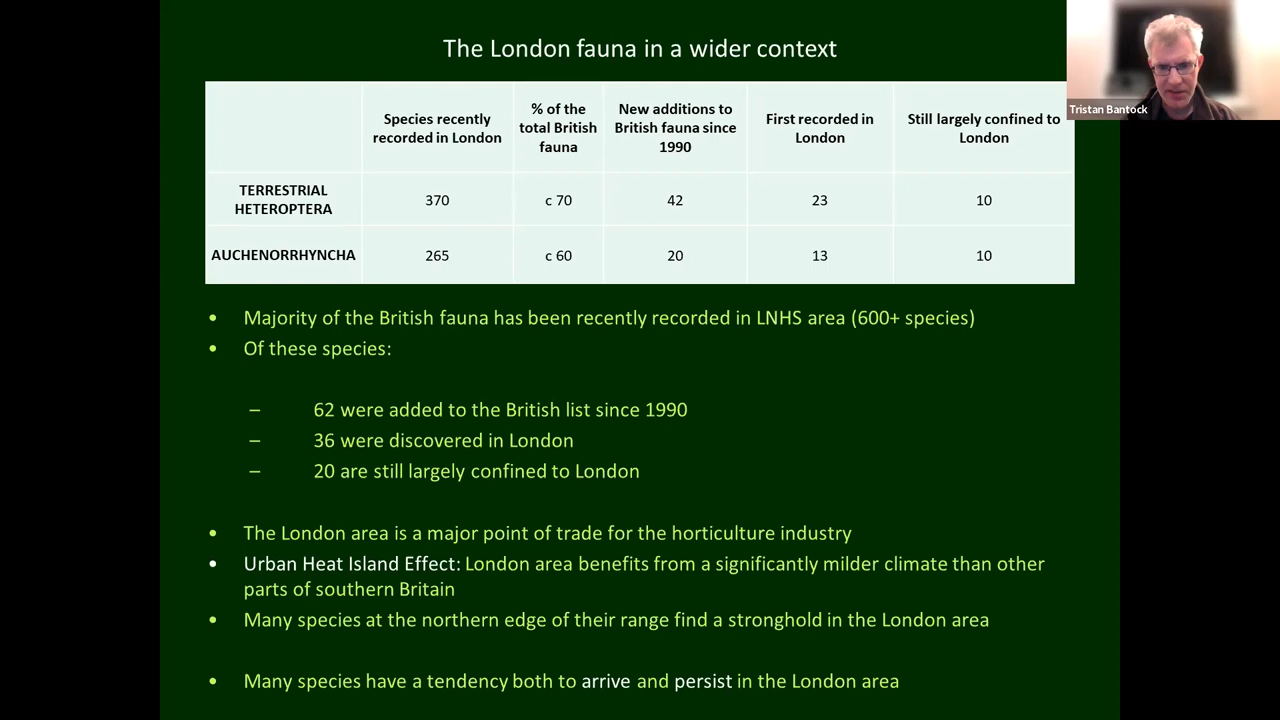 The London fauna in a wider context
Tristan Bantock
Species recently recorded in London
% of the total British fauna
New additions to British fauna since 1990
First recorded in London
Still largely confined to London
TERRESTRIAL HETEROPTERA
370
c 70
42
23
10
AUCHENORRHYNCHA
265
c 60
20
13
10
• Majority of the British fauna has been recently recorded in LNHS area (600+ species)
• Of these species:
– 62 were added to the British list since 1990
– 36 were discovered in London
– 20 are still largely confined to London
• The London area is a major point of trade for the horticulture industry
• Urban Heat Island Effect: London area benefits from a significantly milder climate than other
parts of southern Britain
• Many species at the northern edge of their range find a stronghold in the London area
• Many species have a tendency both to arrive and persist in the London area